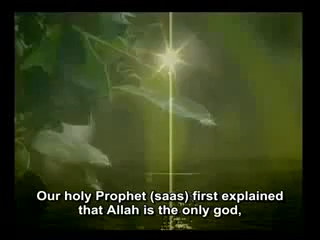 Our holy Prophet (saas) first explained
that Allah is the only god,